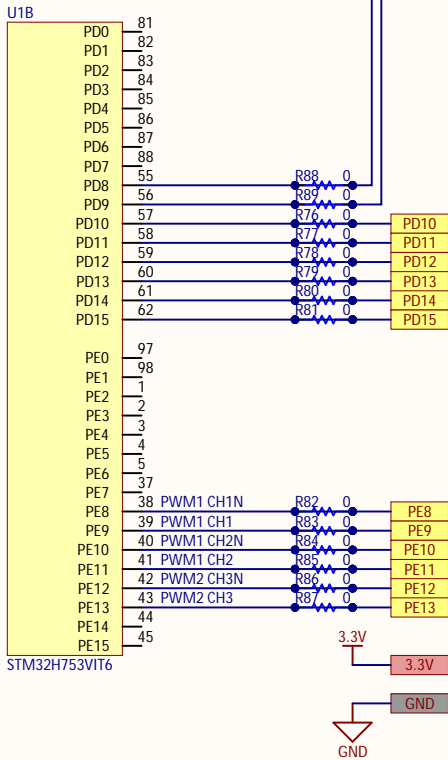 U1B
PD0 81
PD1 82
PD2 83
PD3 84
PD4 85
PD5 86
PD6 87
PD7 88
PD8 55 R88 0
PD9 56 R89 0
PD10 57 R76 0 PD10
PD11 58 R77 0 PD11
PD12 59 R78 0 PD12
PD13 60 R79 0 PD13
PD14 61 R80 0 PD14
PD15 62 R81 0 PD15
PE0 97
PE1 98
PE2 1
PE3 2
PE4 3
PE5 4
PE6 5
PE7 37
PE8 38 PWM1 CH1N R82 0 PE8
PE9 39 PWM1 CH1 R83 0 PE9
PE10 40 PWM1 CH2N R84 0 PE10
PE11 41 PWM1 CH2 R85 0 PE11
PE12 42 PWM2 CH3N R86 0 PE12
PE13 43 PWM2 CH3 R87 0 PE13
PE14 44
PE15 45
STM32H753VIT6
3.3V
3.3V
GND
GND